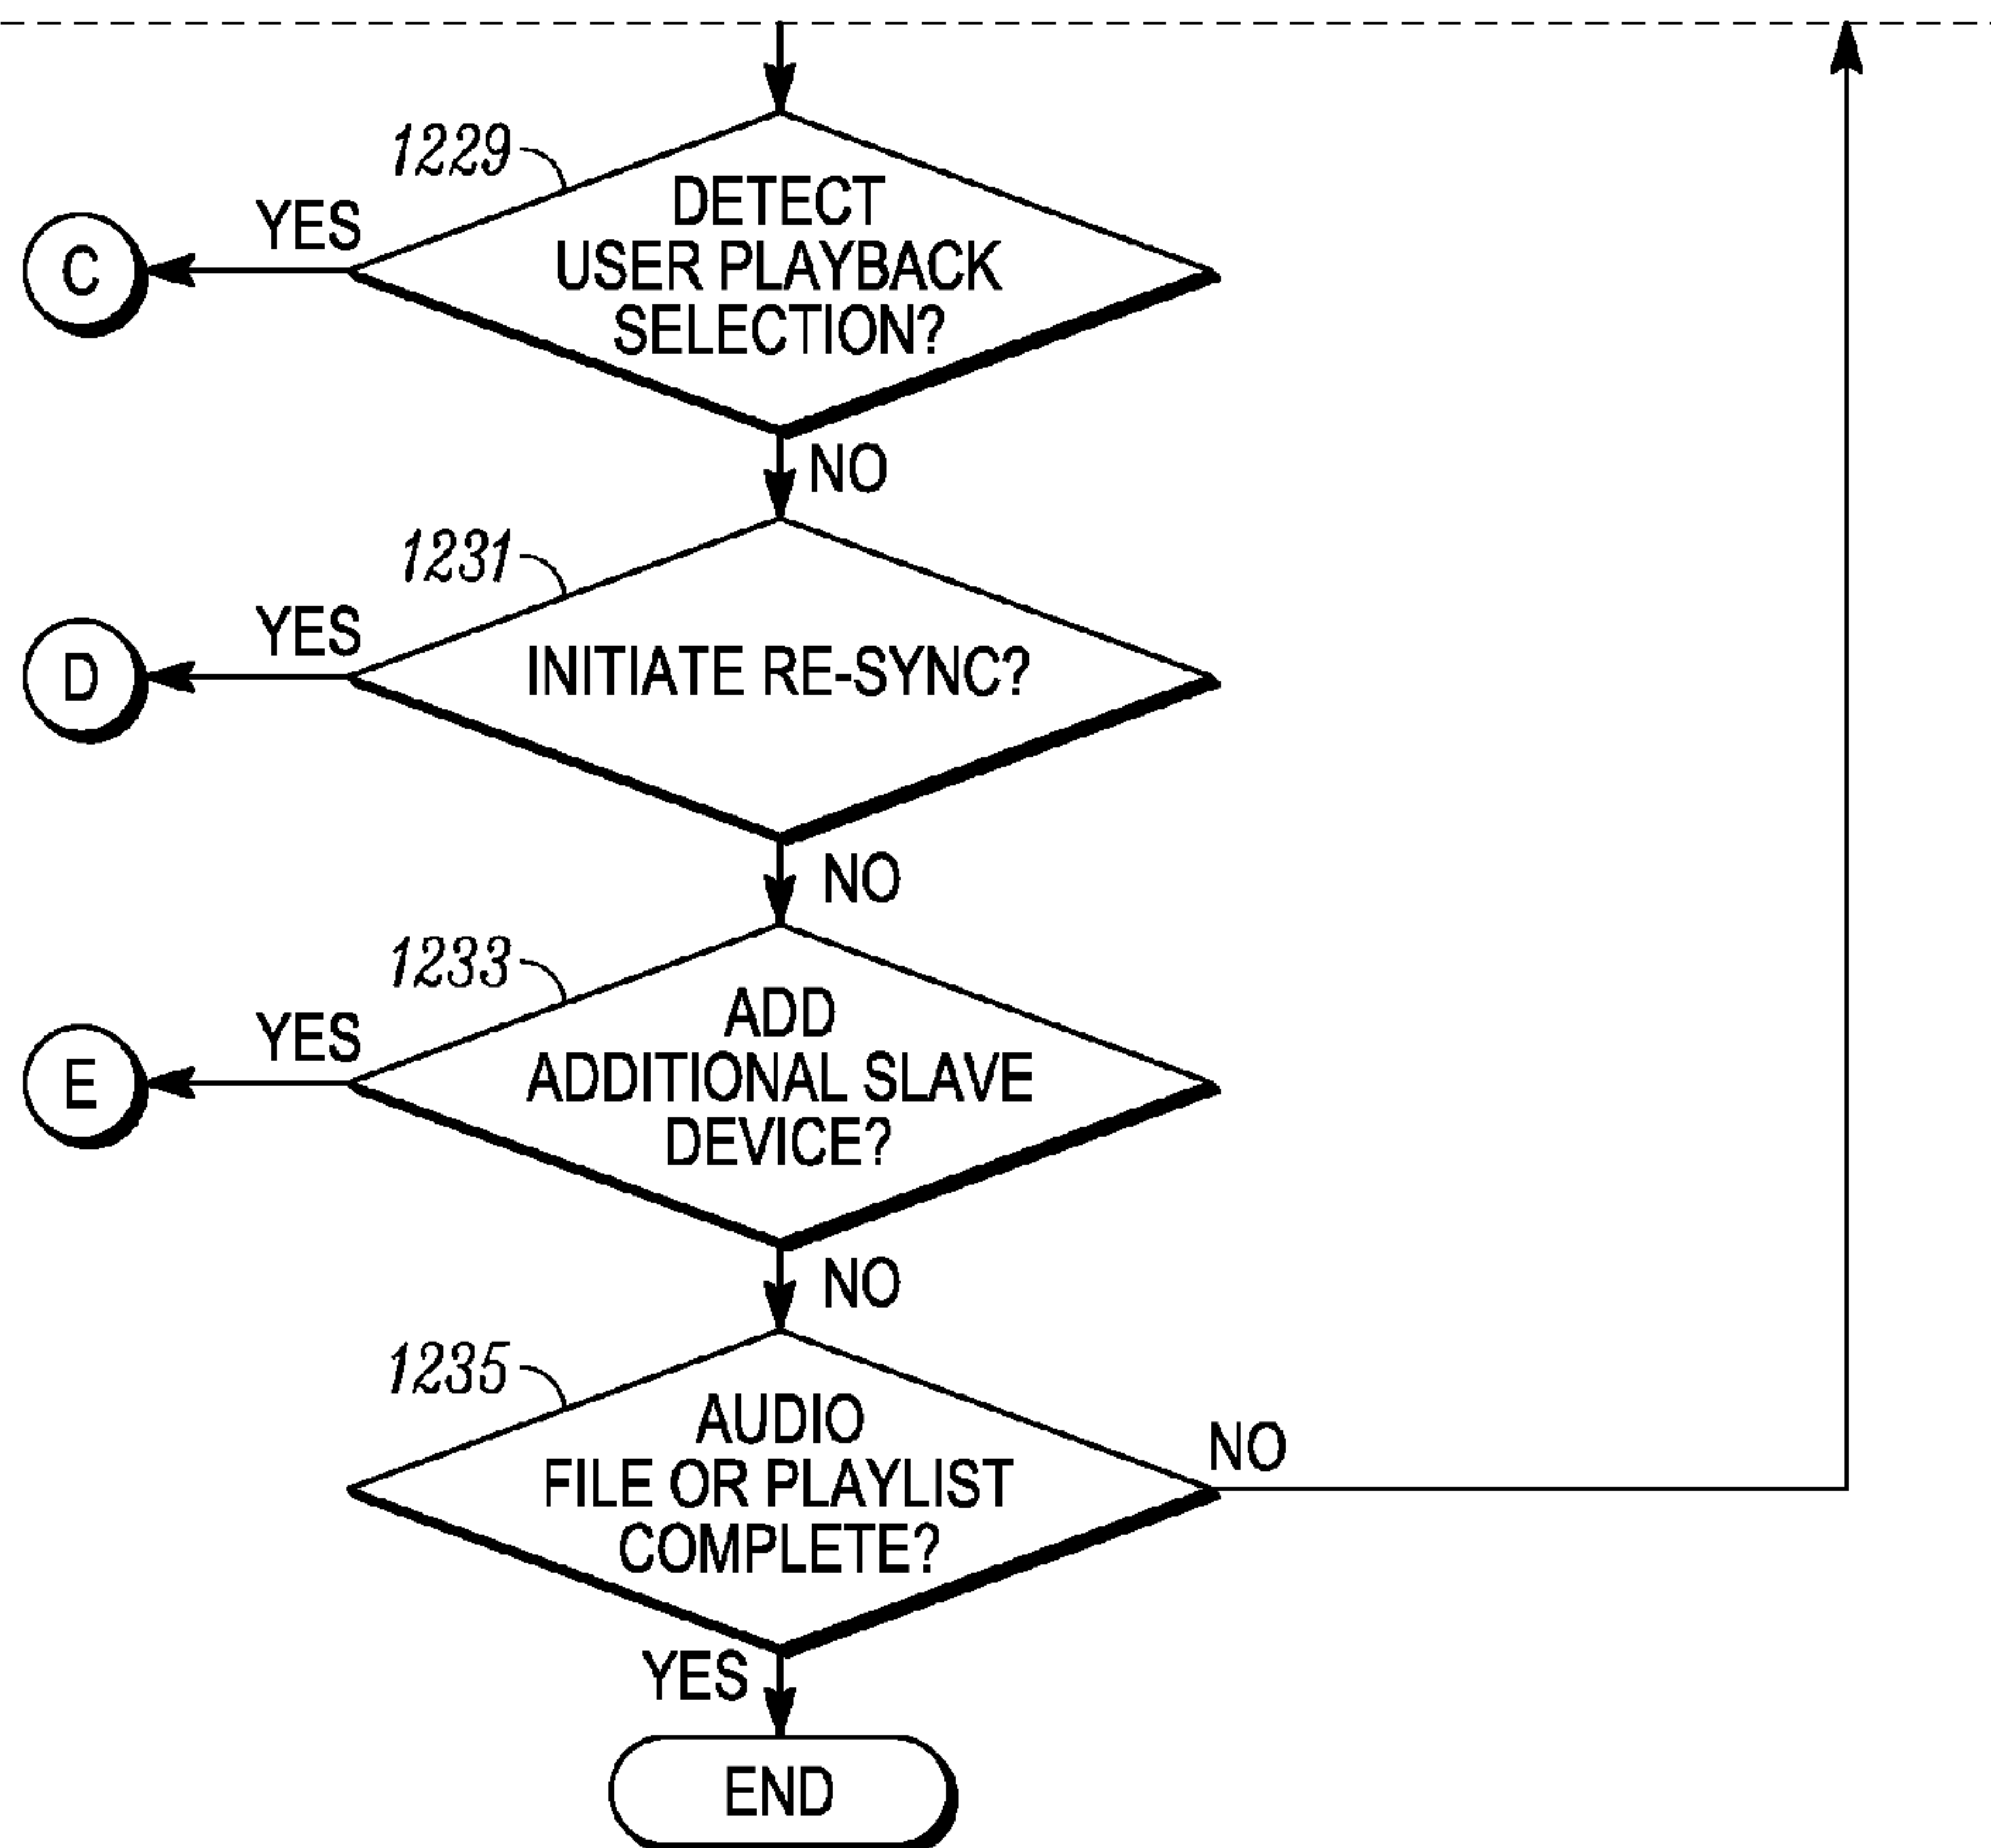 1229
YES
C
DETECT
USER PLAYBACK
SELECTION?
NO
1231
YES
D
INITIATE RE-SYNC?
NO
1233
YES
E
ADD
ADDITIONAL SLAVE
DEVICE?
NO
1235
AUDIO
FILE OR PLAYLIST
COMPLETE?
NO
YES
END